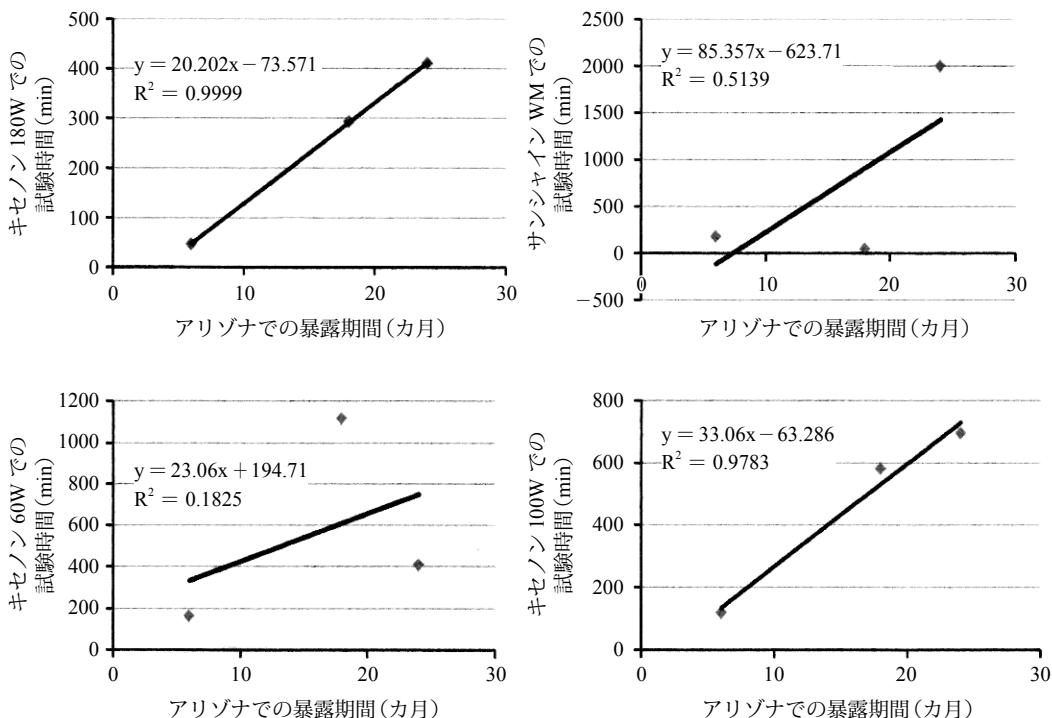 キセノン 180W での
試験時間(min)
500
400
300
200
100
0
y = 20.202x−73.571
R² = 0.9999
0 10 20 30
アリゾナでの暴露期間(カ月)
サンシャイン WM での
試験時間(min)
2500
2000
1500
1000
500
0
−500
y = 85.357x−623.71
R² = 0.5139
0 10 20 30
アリゾナでの暴露期間(カ月)
キセノン 60W での
試験時間(min)
1200
1000
800
600
400
200
0
y = 23.06x+194.71
R² = 0.1825
0 10 20 30
アリゾナでの暴露期間(カ月)
キセノン 100W での
試験時間(min)
800
600
400
200
0
y = 33.06x−63.286
R² = 0.9783
0 10 20 30
アリゾナでの暴露期間(カ月)